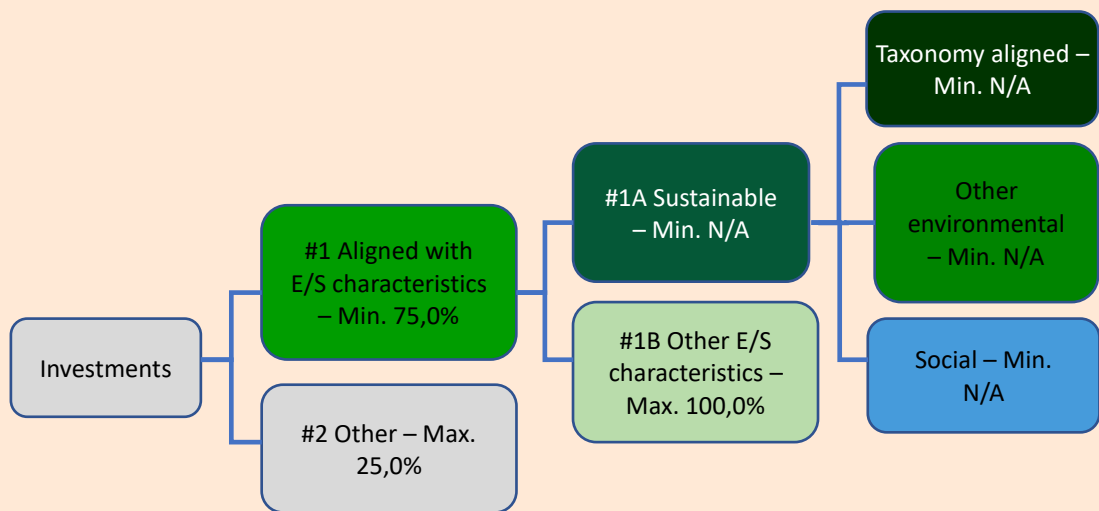 Investments
#1 Aligned with
E/S characteristics
– Min. 75,0%
#2 Other – Max.
25,0%
#1A Sustainable
– Min. N/A
#1B Other E/S
characteristics –
Max. 100,0%
Taxonomy aligned –
Min. N/A
Other
environmental
– Min. N/A
Social – Min.
N/A